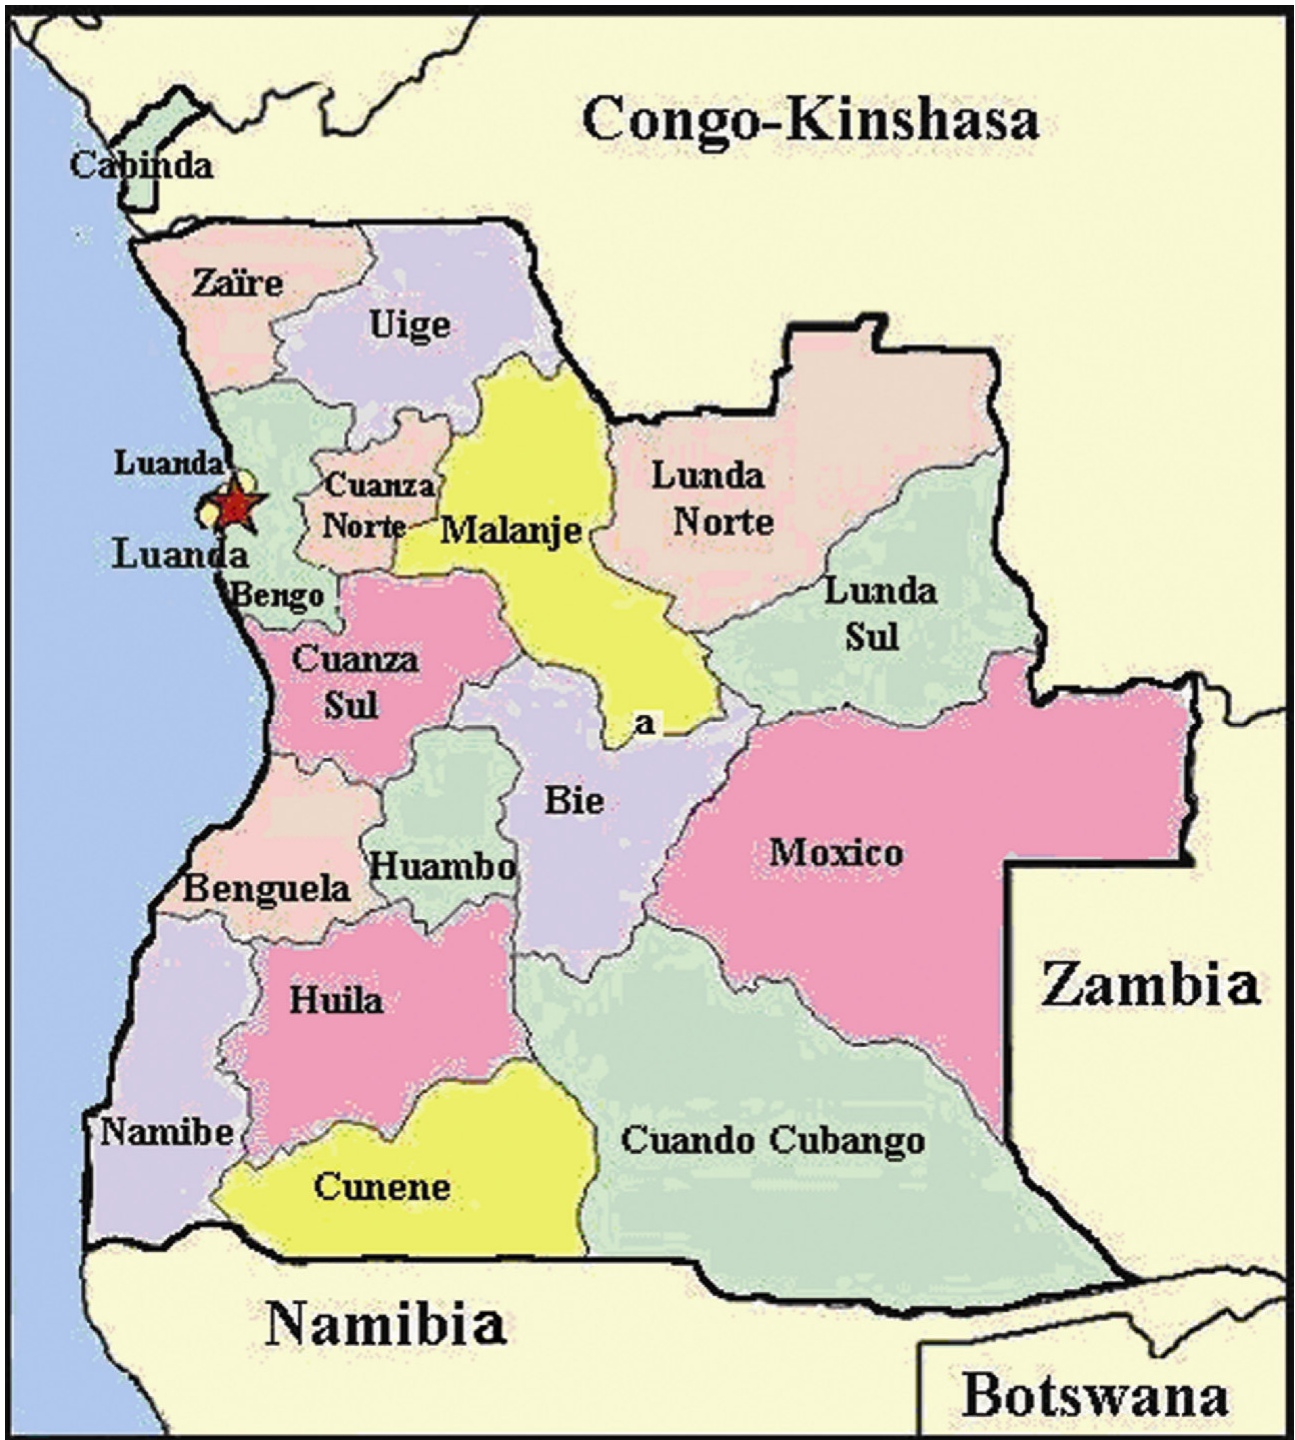 Congo-Kinshasa
Cabinda
Zaïre
Uige
Luanda
Cuanza
Norte
Lunda
Norte
Malanje
Luanda
Bengo
Lunda
Sul
Cuanza
Sul
a
Bie
Moxico
Huambo
Benguela
Zambia
Huila
Namibe
Cuando Cubango
Cunene
Namibia
Botswana